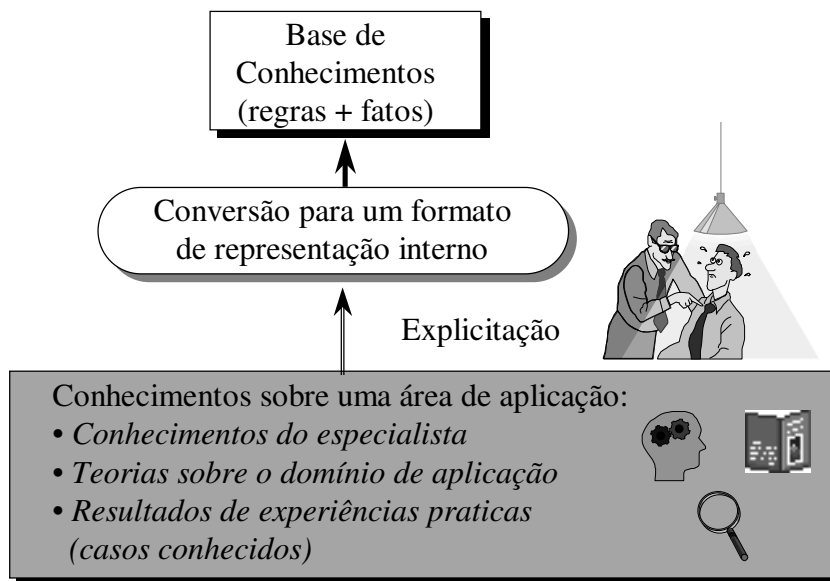 Base de
Conhecimentos
(regras + fatos)
Conversão para um formato
de representação interno
Explicitação
Conhecimentos sobre uma área de aplicação:
• Conhecimentos do especialista
• Teorias sobre o domínio de aplicação
• Resultados de experiências praticas
(casos conhecidos)